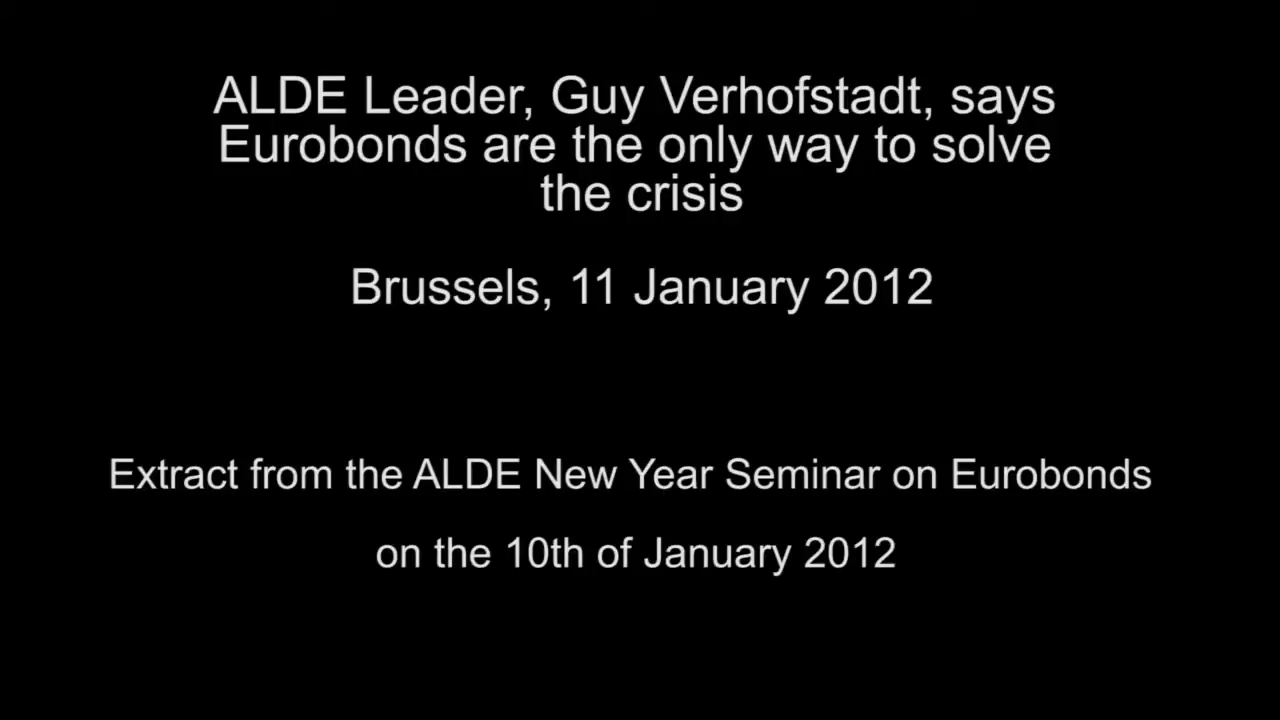 ALDE Leader, Guy Verhofstadt, says
Eurobonds are the only way to solve
the crisis
Brussels, 11 January 2012
Extract from the ALDE New Year Seminar on Eurobonds
on the 10th of January 2012